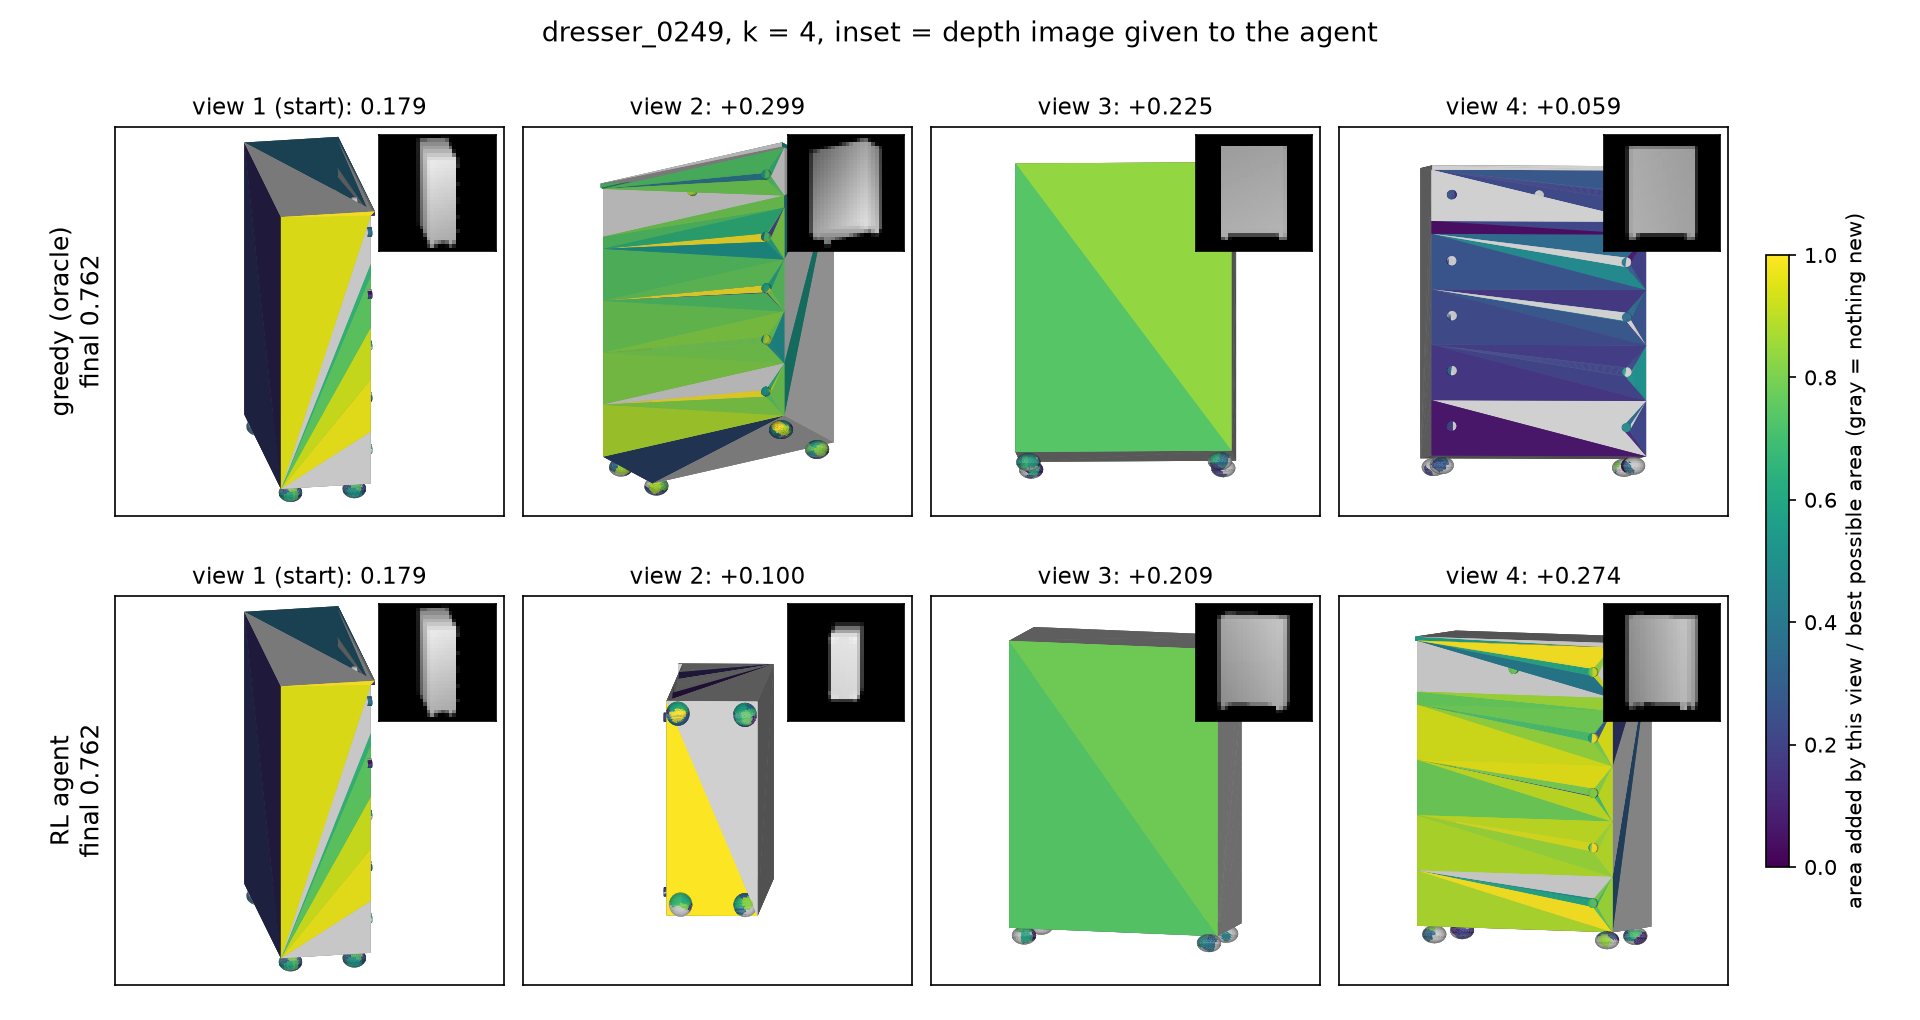 dresser_0249, k = 4, inset = depth image given to the agent
view 1 (start): 0.179
view 2: +0.299
view 3: +0.225
view 4: +0.059
greedy (oracle)
final 0.762
view 1 (start): 0.179
view 2: +0.100
view 3: +0.209
view 4: +0.274
RL agent
final 0.762
1.0
0.8
0.6
0.4
0.2
0.0
area added by this view / best possible area (gray = nothing new)